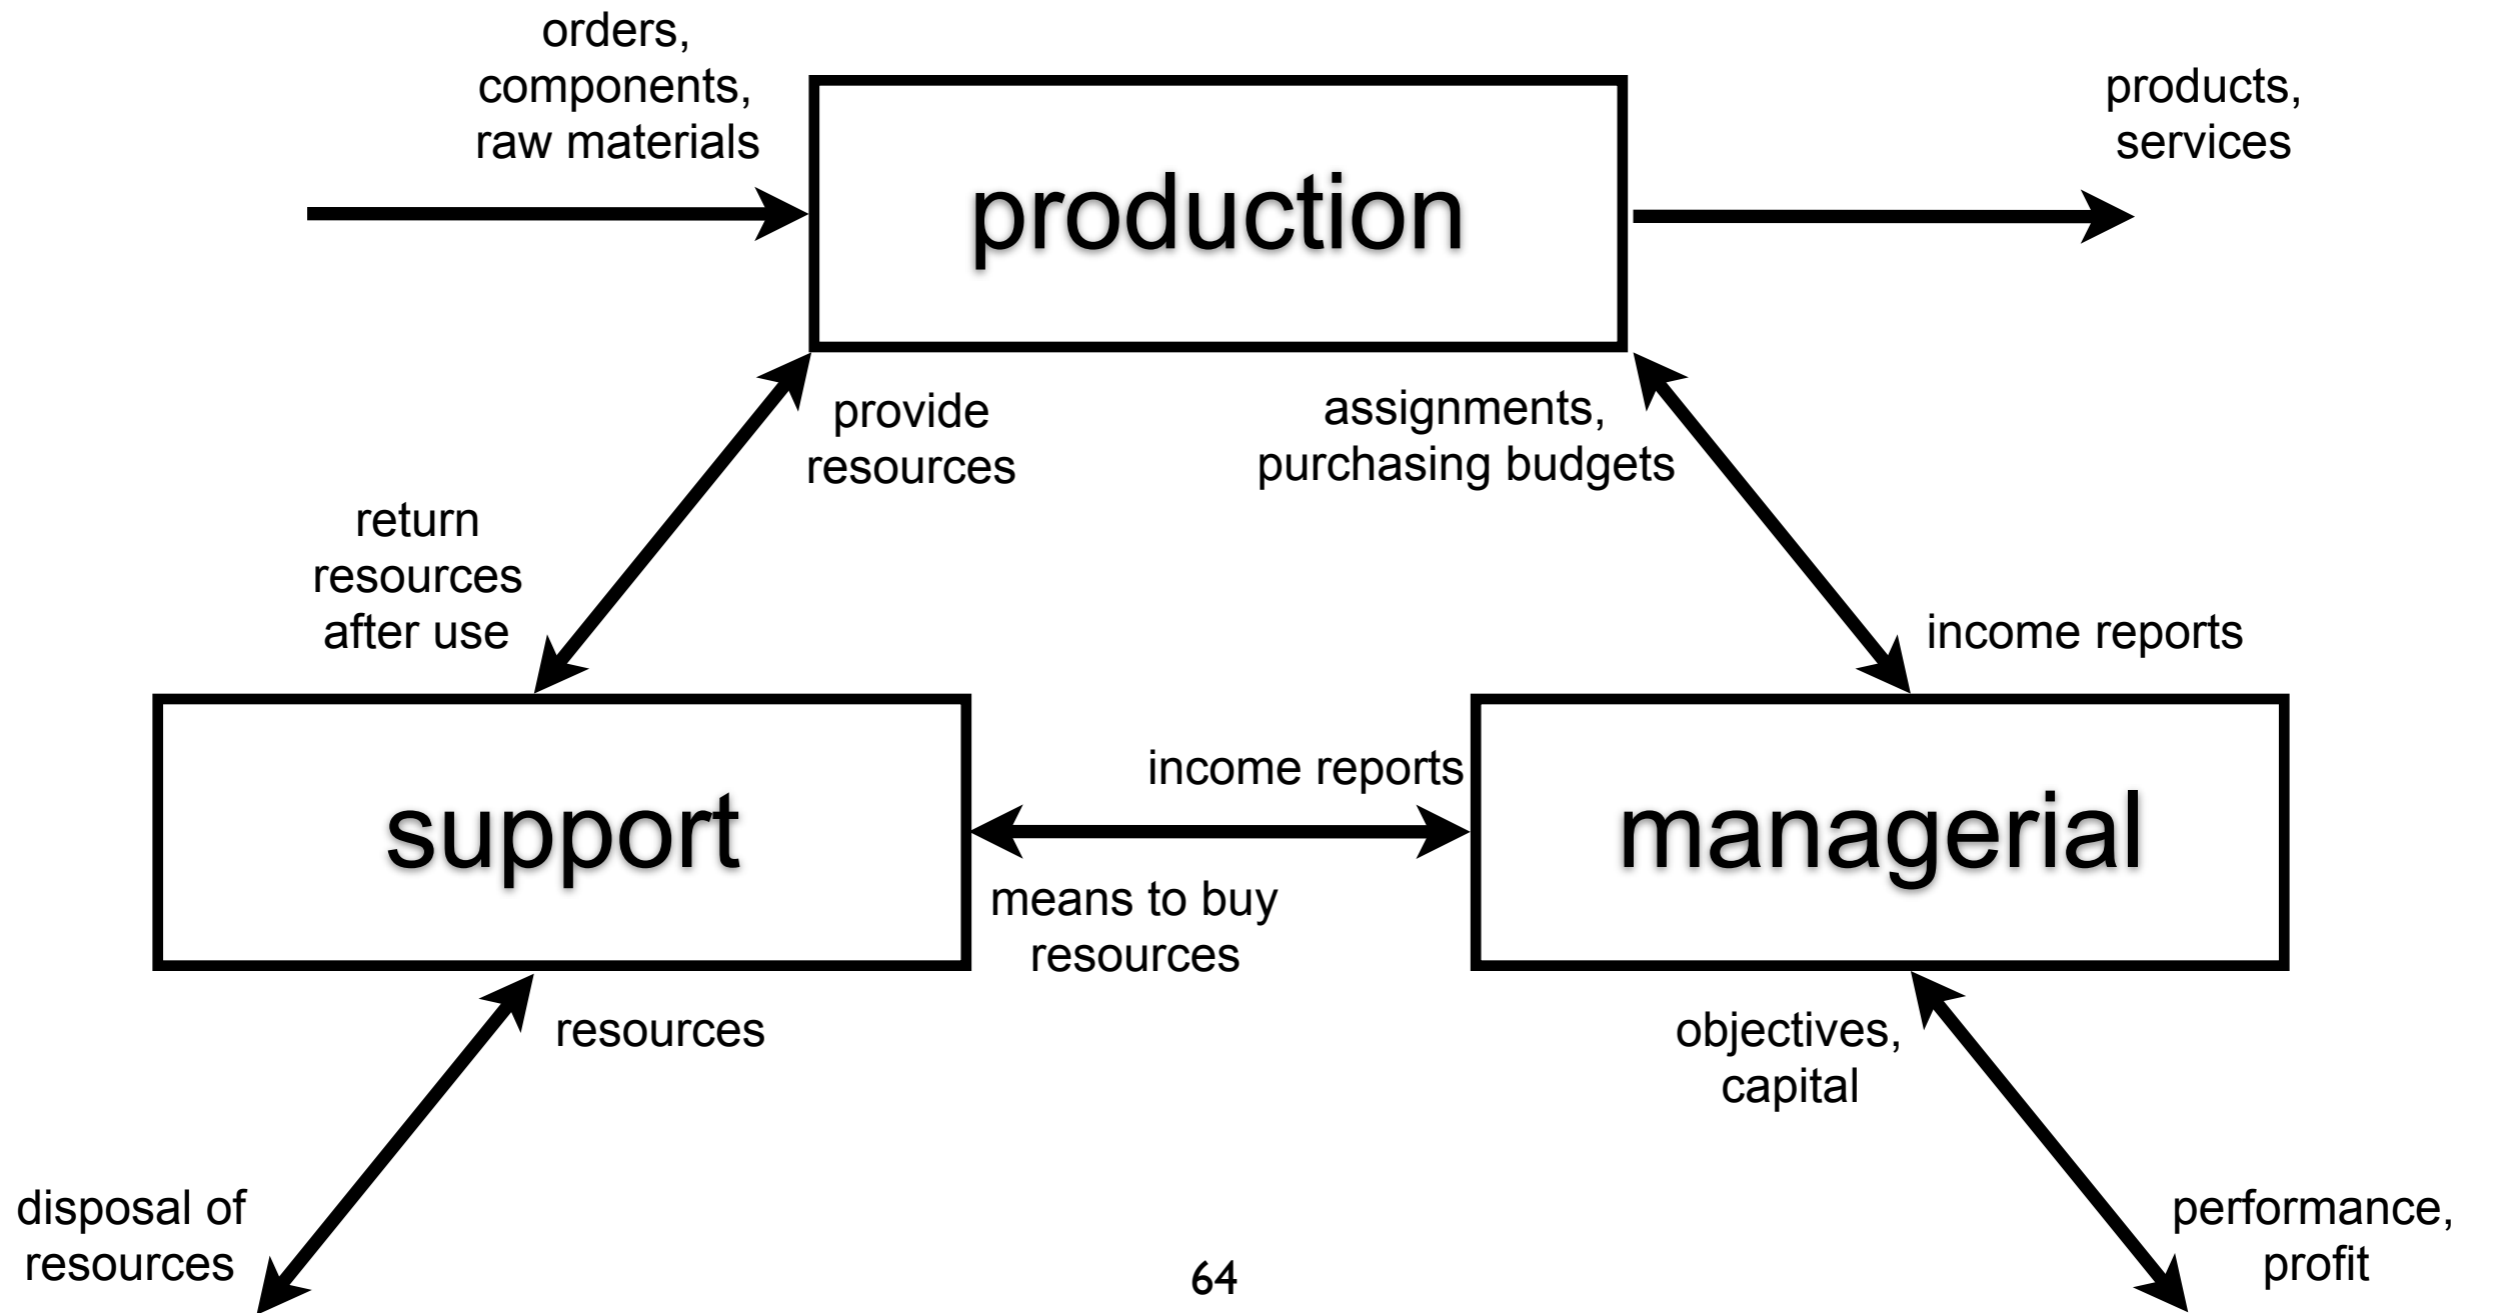 orders,
components,
raw materials
products,
services
production
provide
resources
assignments,
purchasing budgets
return
resources
after use
income reports
income reports
support
managerial
means to buy
resources
resources
objectives,
capital
disposal of
resources
performance,
profit
64